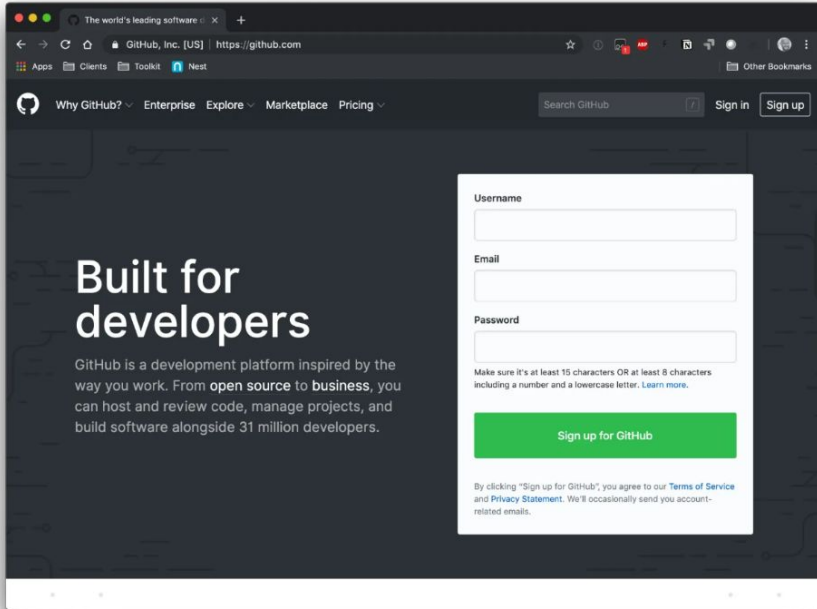 The world's leading software d
GitHub, Inc. [US] | https://github.com
1
ABP
Apps Clients Toolkit Nest Other Bookmarks
Why GitHub? Enterprise Explore Marketplace Pricing Search GitHub / Sign in Sign up
Built for
developers
GitHub is a development platform inspired by the
way you work. From open source to business, you
can host and review code, manage projects, and
build software alongside 31 million developers.
Username
Email
Password
Make sure it's at least 15 characters OR at least 8 characters
including a number and a lowercase letter. Learn more.
Sign up for GitHub
By clicking "Sign up for GitHub", you agree to our Terms of Service
and Privacy Statement. We'll occasionally send you account-
related emails.